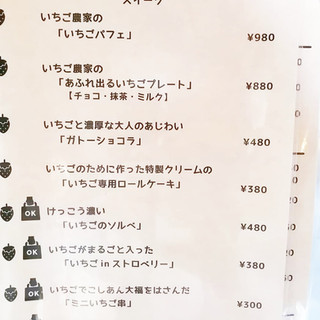 スイーツ
いちご農家の
「いちごパフェ」 ¥980
いちご農家の
「あふれ出るいちごプレート」 ¥880
【チョコ・抹茶・ミルク】
いちごと濃厚な大人のあじわい
「ガトーショコラ」 ¥480
いちごのために作った特製クリームの
「いちご専用ロールケーキ」 ¥380
OK けっこう濃い
「いちごのソルベ」 ¥480
OK いちごがまるごと入った
「いちご in ストロベリー」 ¥380
OK いちごでこしあん大福をはさんだ
「ミニいちご串」 ¥300